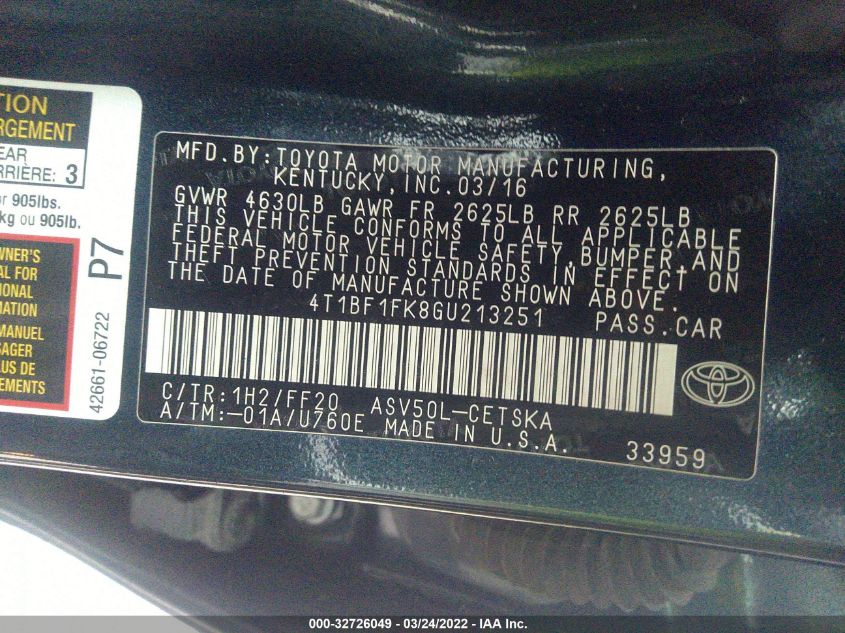 TION
RGEMENT
EAR
RRIÈRE: 3
or 905lbs.
kg ou 905lb.
WNER'S
AL FOR
IONAL
MATION
MANUEL
SAGER
LUS DE
NTS
P7
42661-06722
MFD.BY:TOYOTA MOTOR MANUFACTURING,
KENTUCKY,INC.03/16
GVWR 4630LB GAWR FR 2625LB RR 2625LB
THIS VEHICLE CONFORMS TO ALL APPLICABLE
FEDERAL MOTOR VEHICLE SAFETY,BUMPER,AND
THEFT PREVENTION STANDARDS IN EFFECT ON
THE DATE OF MANUFACTURE SHOWN ABOVE.
4T1BF1FK8GU213251 PASS.CAR
C/TR:1H2/FF20 ASV50L-CETSKA
A/TM:-01A/U760E MADE IN U.S.A.
33959
000-32726049 - 03/24/2022 - IAA Inc.